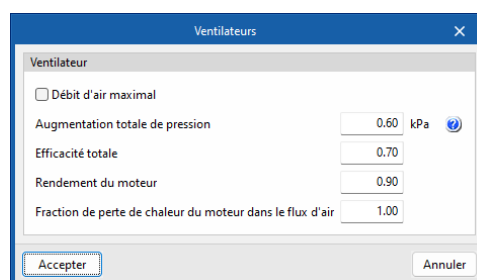 Ventilateurs
Ventilateur
Débit d'air maximal
Augmentation totale de pression 0.60 kPa
Efficacité totale 0.70
Rendement du moteur 0.90
Fraction de perte de chaleur du moteur dans le flux d'air 1.00
Accepter Annuler